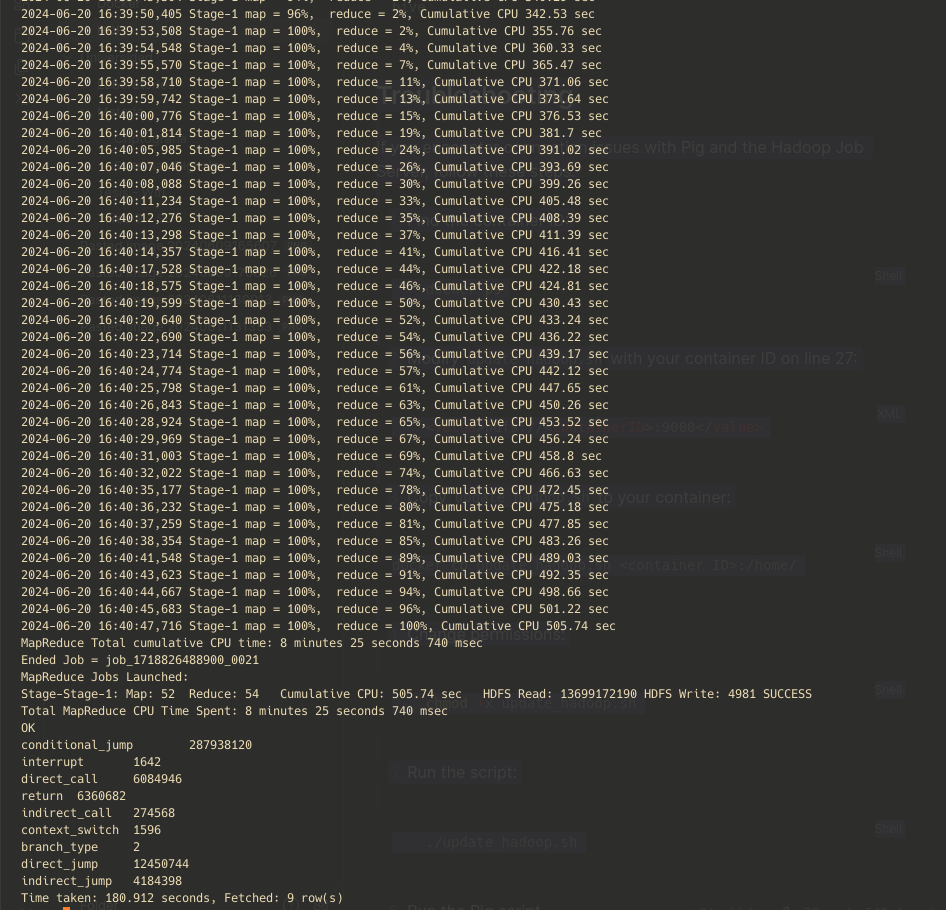 2024-06-20 16:39:50,405 Stage-1 map = 96%,  reduce = 2%, Cumulative CPU 342.53 sec
2024-06-20 16:39:53,508 Stage-1 map = 100%,  reduce = 2%, Cumulative CPU 355.76 sec
2024-06-20 16:39:54,548 Stage-1 map = 100%,  reduce = 4%, Cumulative CPU 360.33 sec
2024-06-20 16:39:55,570 Stage-1 map = 100%,  reduce = 7%, Cumulative CPU 365.47 sec
2024-06-20 16:39:58,710 Stage-1 map = 100%,  reduce = 11%, Cumulative CPU 371.06 sec
2024-06-20 16:39:59,742 Stage-1 map = 100%,  reduce = 13%, Cumulative CPU 373.64 sec
2024-06-20 16:40:00,776 Stage-1 map = 100%,  reduce = 15%, Cumulative CPU 376.53 sec
2024-06-20 16:40:01,814 Stage-1 map = 100%,  reduce = 19%, Cumulative CPU 381.7 sec
2024-06-20 16:40:05,985 Stage-1 map = 100%,  reduce = 24%, Cumulative CPU 391.02 sec
2024-06-20 16:40:07,046 Stage-1 map = 100%,  reduce = 26%, Cumulative CPU 393.69 sec
2024-06-20 16:40:08,088 Stage-1 map = 100%,  reduce = 30%, Cumulative CPU 399.26 sec
2024-06-20 16:40:11,234 Stage-1 map = 100%,  reduce = 33%, Cumulative CPU 405.48 sec
2024-06-20 16:40:12,276 Stage-1 map = 100%,  reduce = 35%, Cumulative CPU 408.39 sec
2024-06-20 16:40:13,298 Stage-1 map = 100%,  reduce = 37%, Cumulative CPU 411.39 sec
2024-06-20 16:40:14,357 Stage-1 map = 100%,  reduce = 41%, Cumulative CPU 416.41 sec
2024-06-20 16:40:17,528 Stage-1 map = 100%,  reduce = 44%, Cumulative CPU 422.18 sec
2024-06-20 16:40:18,575 Stage-1 map = 100%,  reduce = 46%, Cumulative CPU 424.81 sec
2024-06-20 16:40:19,599 Stage-1 map = 100%,  reduce = 50%, Cumulative CPU 430.43 sec
2024-06-20 16:40:20,640 Stage-1 map = 100%,  reduce = 52%, Cumulative CPU 433.24 sec
2024-06-20 16:40:22,690 Stage-1 map = 100%,  reduce = 54%, Cumulative CPU 436.22 sec
2024-06-20 16:40:23,714 Stage-1 map = 100%,  reduce = 56%, Cumulative CPU 439.17 sec
2024-06-20 16:40:24,774 Stage-1 map = 100%,  reduce = 57%, Cumulative CPU 442.12 sec
2024-06-20 16:40:25,798 Stage-1 map = 100%,  reduce = 61%, Cumulative CPU 447.65 sec
2024-06-20 16:40:26,843 Stage-1 map = 100%,  reduce = 63%, Cumulative CPU 450.26 sec
2024-06-20 16:40:28,924 Stage-1 map = 100%,  reduce = 65%, Cumulative CPU 453.52 sec
2024-06-20 16:40:29,969 Stage-1 map = 100%,  reduce = 67%, Cumulative CPU 456.24 sec
2024-06-20 16:40:31,003 Stage-1 map = 100%,  reduce = 69%, Cumulative CPU 458.8 sec
2024-06-20 16:40:32,022 Stage-1 map = 100%,  reduce = 74%, Cumulative CPU 466.63 sec
2024-06-20 16:40:35,177 Stage-1 map = 100%,  reduce = 78%, Cumulative CPU 472.45 sec
2024-06-20 16:40:36,232 Stage-1 map = 100%,  reduce = 80%, Cumulative CPU 475.18 sec
2024-06-20 16:40:37,259 Stage-1 map = 100%,  reduce = 81%, Cumulative CPU 477.85 sec
2024-06-20 16:40:38,354 Stage-1 map = 100%,  reduce = 85%, Cumulative CPU 483.26 sec
2024-06-20 16:40:41,548 Stage-1 map = 100%,  reduce = 89%, Cumulative CPU 489.03 sec
2024-06-20 16:40:43,623 Stage-1 map = 100%,  reduce = 91%, Cumulative CPU 492.35 sec
2024-06-20 16:40:44,667 Stage-1 map = 100%,  reduce = 94%, Cumulative CPU 498.66 sec
2024-06-20 16:40:45,683 Stage-1 map = 100%,  reduce = 96%, Cumulative CPU 501.22 sec
2024-06-20 16:40:47,716 Stage-1 map = 100%,  reduce = 100%, Cumulative CPU 505.74 sec
MapReduce Total cumulative CPU time: 8 minutes 25 seconds 740 msec
Ended Job = job_1718826488900_0021
MapReduce Jobs Launched:
Stage-Stage-1: Map: 52  Reduce: 54   Cumulative CPU: 505.74 sec   HDFS Read: 13699172190 HDFS Write: 4981 SUCCESS
Total MapReduce CPU Time Spent: 8 minutes 25 seconds 740 msec
OK
conditional_jump	287938120
interrupt	1642
direct_call	6084946
return	6360682
indirect_call	274568
context_switch	1596
branch_type	2
direct_jump	12450744
indirect_jump	4184398
Time taken: 180.912 seconds, Fetched: 9 row(s)
Troubleshooting
issues with Pig and the Hadoop Job
Shell
with your container ID on line 27:
XML
:9000</value>
to your container:
Shell
<container ID>:/home/
Change permissions:
Shell
update_hadoop.sh
Run the script:
Shell
./update_hadoop.sh